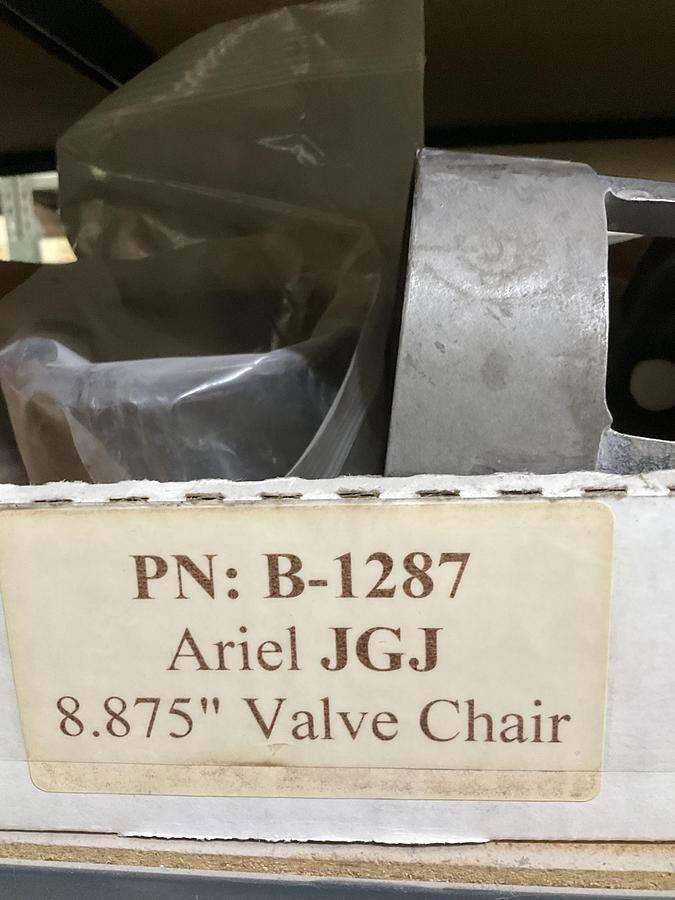 PN: B-1287
Ariel JGJ
8.875" Valve Chair